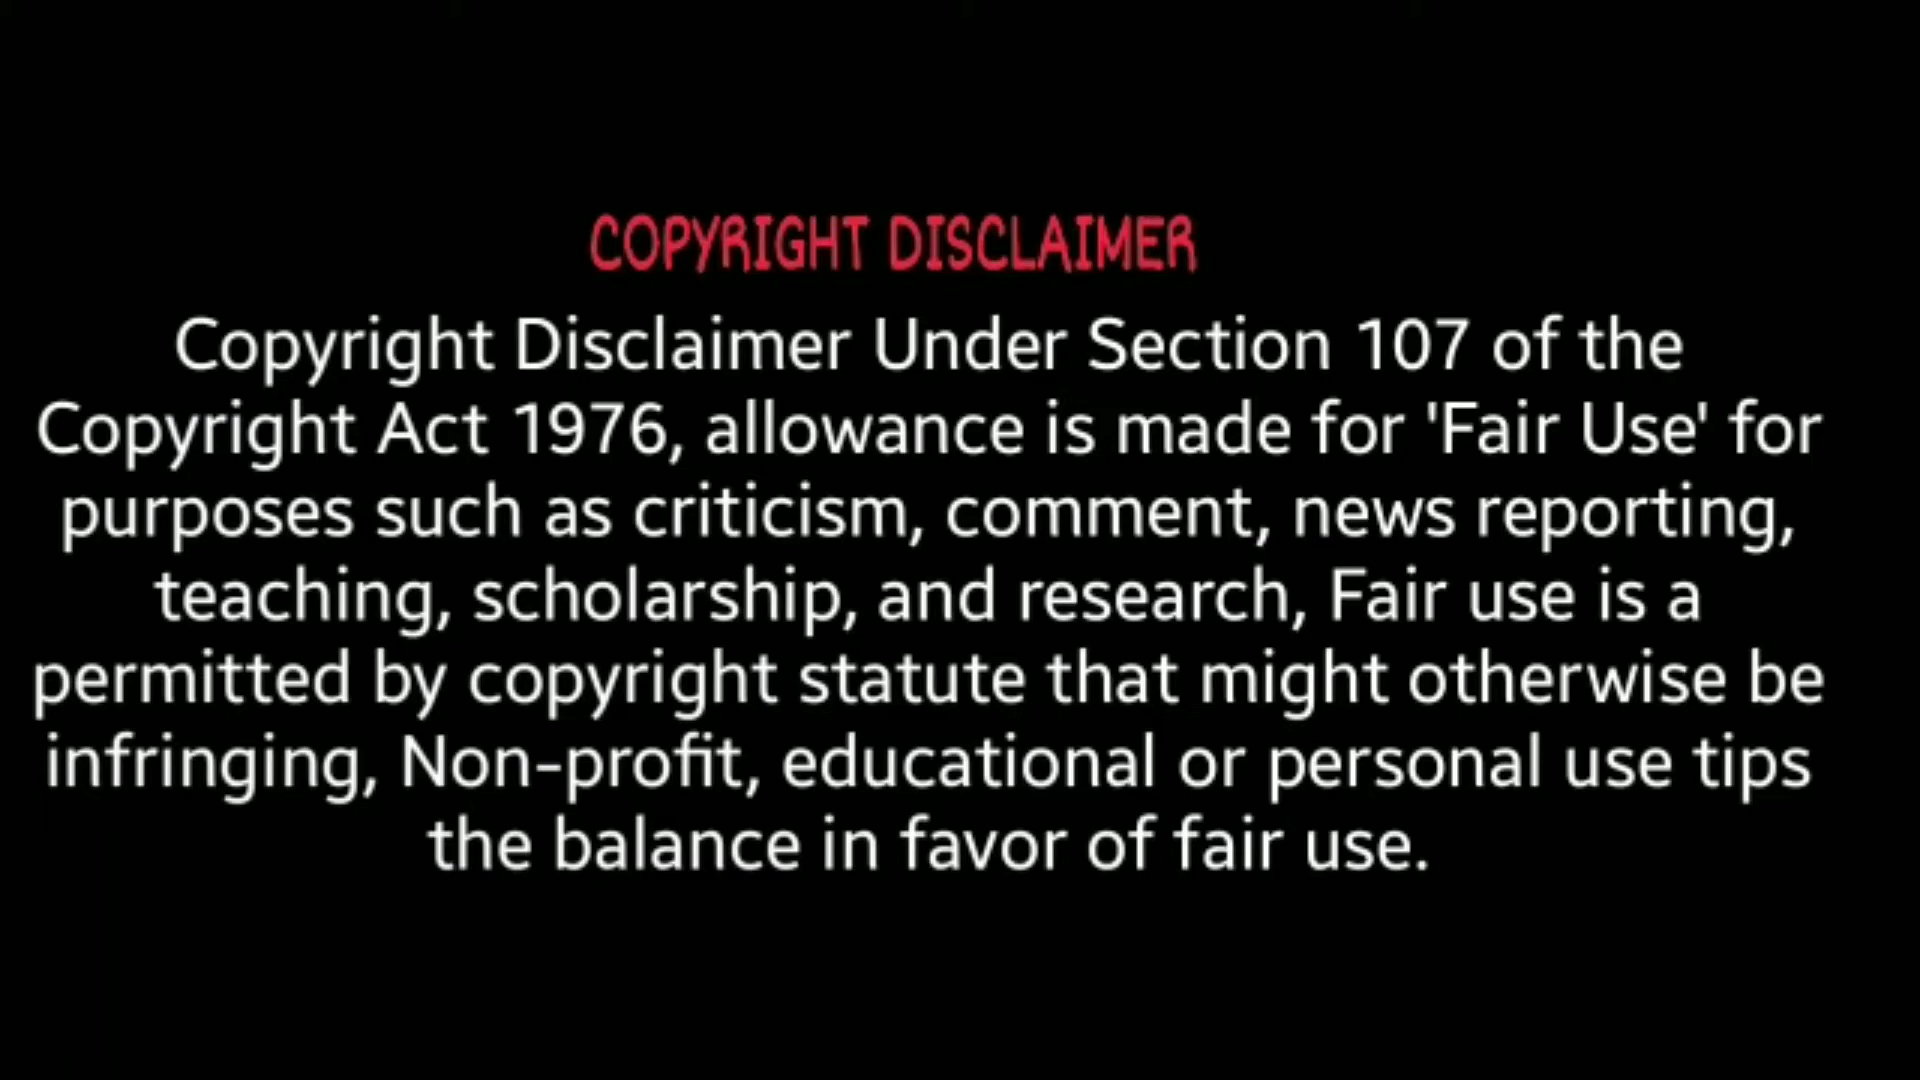 COPYRIGHT DISCLAIMER
Copyright Disclaimer Under Section 107 of the
Copyright Act 1976, allowance is made for 'Fair Use' for
purposes such as criticism, comment, news reporting,
teaching, scholarship, and research, Fair use is a
permitted by copyright statute that might otherwise be
infringing, Non-profit, educational or personal use tips
the balance in favor of fair use.